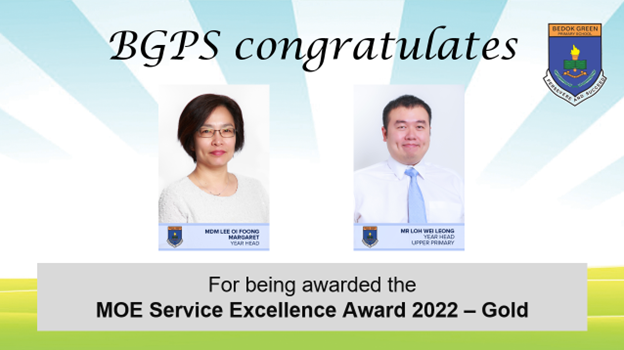 BGPS congratulates
BEDOK GREEN
PRIMARY SCHOOL
PERSEVERE AND SUCCEED
MDM LEE OI FOONG
MARGARET
YEAR HEAD
MR LOH WEI LEONG
YEAR HEAD
UPPER PRIMARY
For being awarded the
MOE Service Excellence Award 2022 – Gold